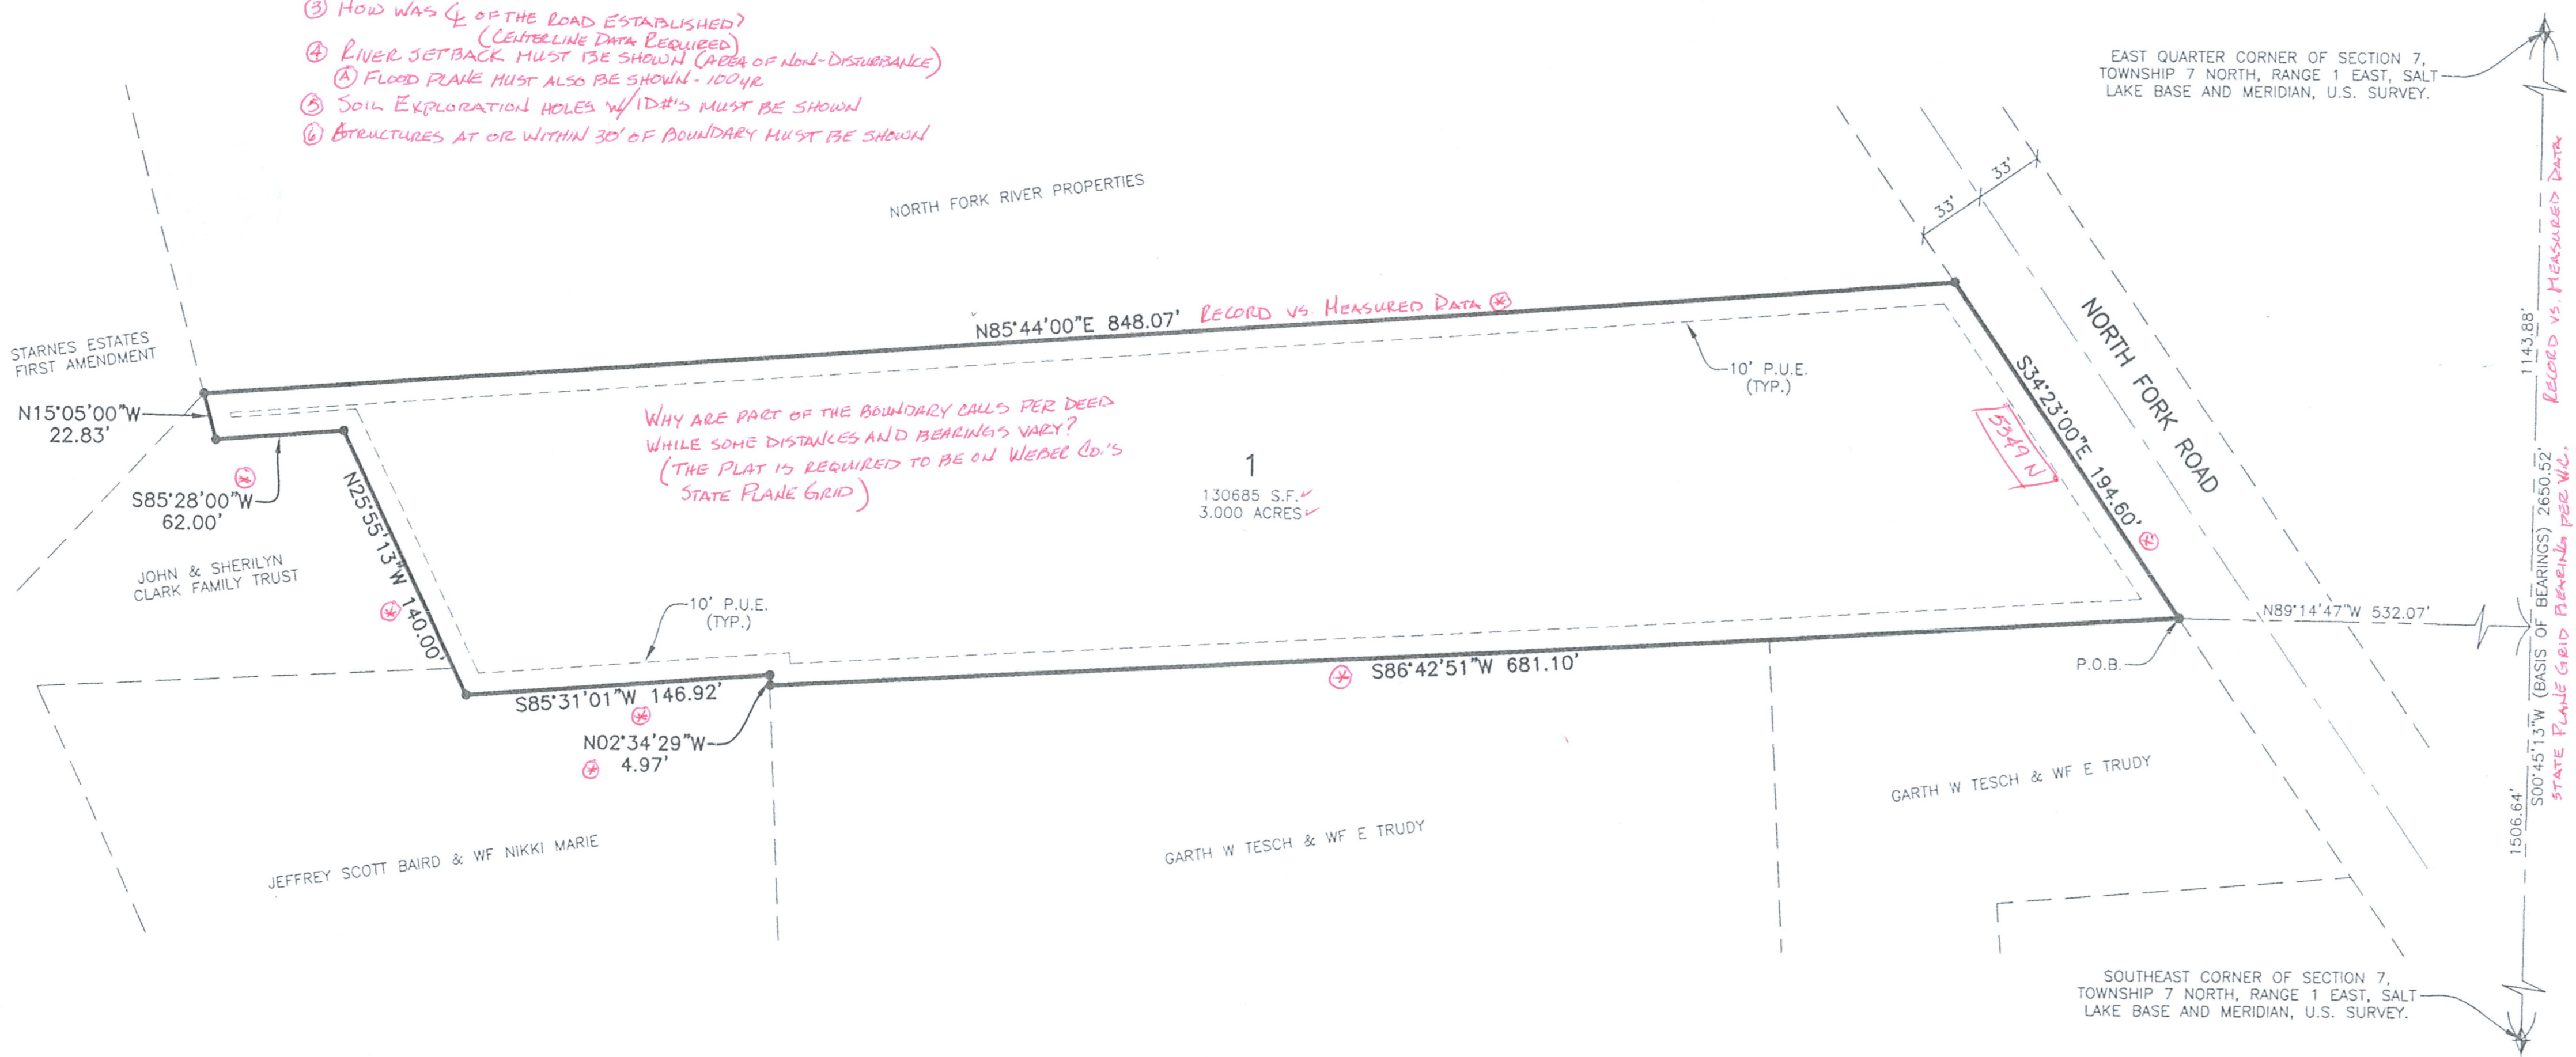 ③ HOW WAS ℄ OF THE ROAD ESTABLISHED?
(CENTERLINE DATA REQUIRED)
④ RIVER SETBACK MUST BE SHOWN (AREA OF NON-DISTURBANCE)
Ⓐ FLOOD PLANE MUST ALSO BE SHOWN - 100 YR
⑤ SOIL EXPLORATION HOLES W/ ID#'S MUST BE SHOWN
⑥ STRUCTURES AT OR WITHIN 30' OF BOUNDARY MUST BE SHOWN
EAST QUARTER CORNER OF SECTION 7,
TOWNSHIP 7 NORTH, RANGE 1 EAST, SALT
LAKE BASE AND MERIDIAN, U.S. SURVEY.
NORTH FORK RIVER PROPERTIES
33'
33'
N85°44'00"E 848.07' RECORD VS. MEASURED DATA *
STARNES ESTATES
FIRST AMENDMENT
N15°05'00"W
22.83'
10' P.U.E.
(TYP.)
NORTH FORK ROAD
S34°23'00"E 194.60' *
5349 N
1143.88'
RECORD VS. MEASURED DATA
WHY ARE PART OF THE BOUNDARY CALLS PER DEED
WHILE SOME DISTANCES AND BEARINGS VARY?
(THE PLAT IS REQUIRED TO BE ON WEBER CO.'S
STATE PLANE GRID)
1
130685 S.F.✓
3.000 ACRES✓
*
S85°28'00"W
62.00'
N25°55'13"W 140.00'
*
JOHN & SHERILYN
CLARK FAMILY TRUST
10' P.U.E.
(TYP.)
N89°14'47"W 532.07'
P.O.B.
S00°45'13"W (BASIS OF BEARINGS) 2650.52'
STATE PLANE GRID BEARING PER W.C.
* S86°42'51"W 681.10'
S85°31'01"W 146.92'
*
N02°34'29"W
* 4.97'
1506.64'
GARTH W TESCH & WF E TRUDY
GARTH W TESCH & WF E TRUDY
JEFFREY SCOTT BAIRD & WF NIKKI MARIE
SOUTHEAST CORNER OF SECTION 7,
TOWNSHIP 7 NORTH, RANGE 1 EAST, SALT
LAKE BASE AND MERIDIAN, U.S. SURVEY.